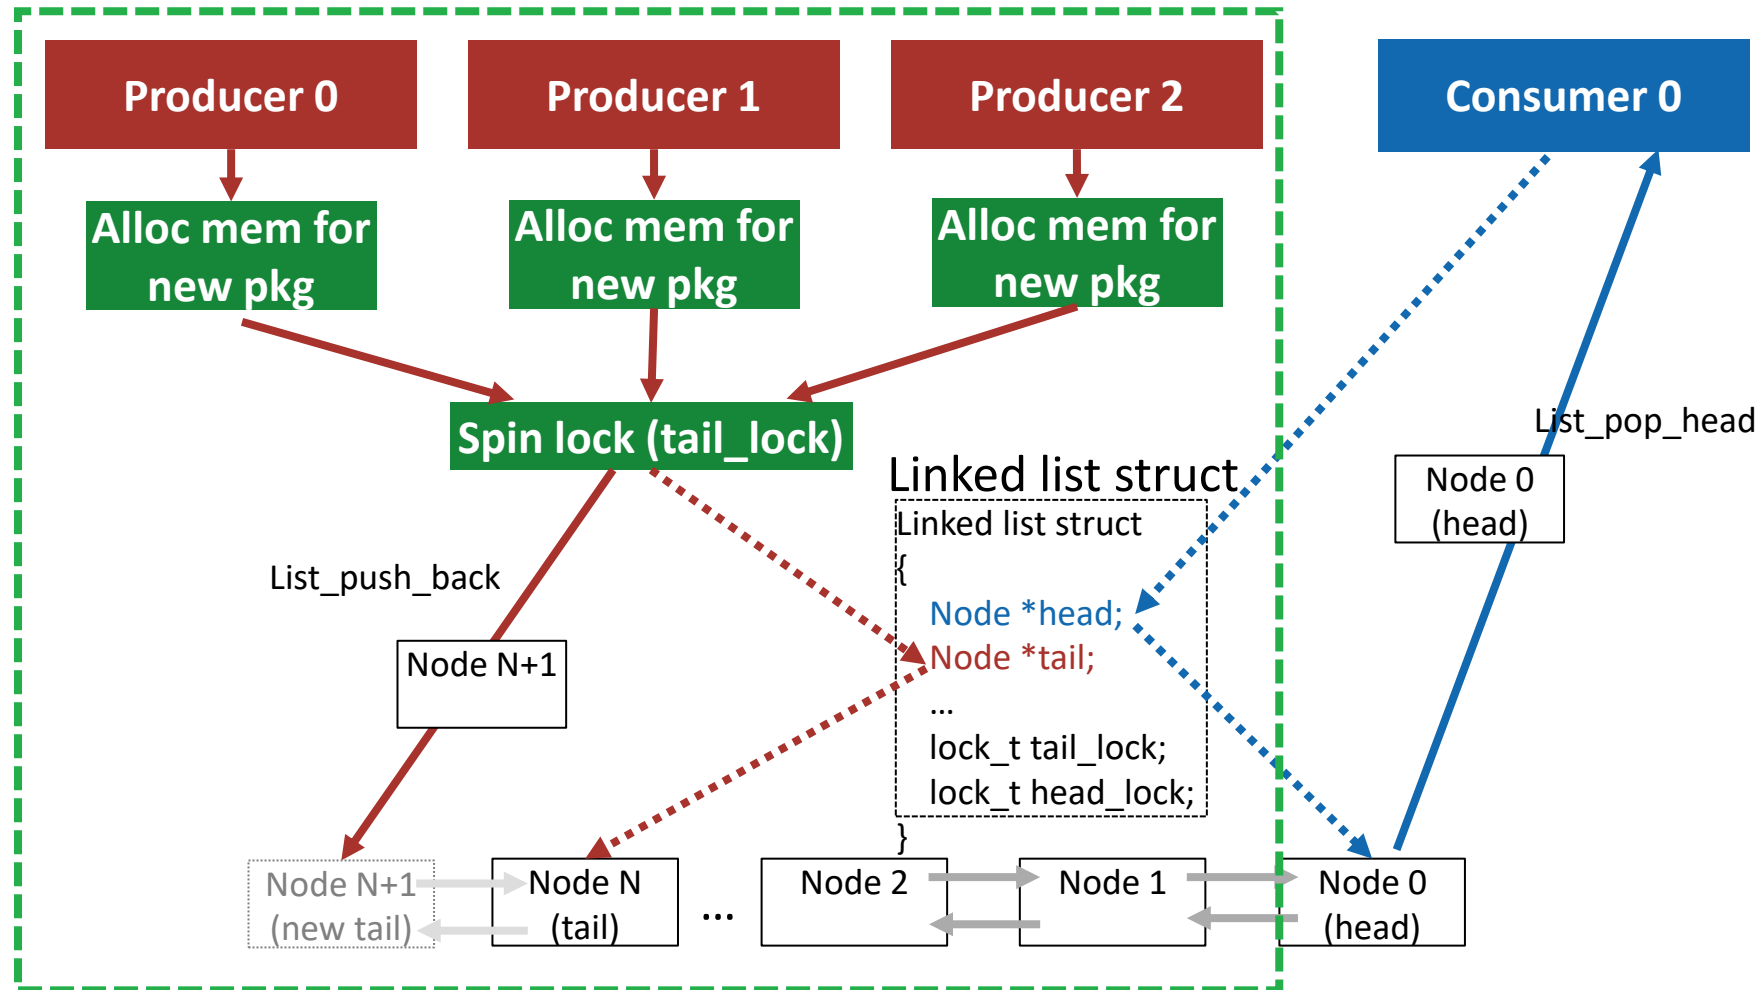 Producer 0
Producer 1
Producer 2
Consumer 0
Alloc mem for
new pkg
Alloc mem for
new pkg
Alloc mem for
new pkg
Spin lock (tail_lock)
List_pop_head
Node 0
(head)
Linked list struct
Linked list struct
{
Node *head;
Node *tail;
...
lock_t tail_lock;
lock_t head_lock;
}
List_push_back
Node N+1
Node N+1
(new tail)
Node N
(tail)
...
Node 2
Node 1
Node 0
(head)